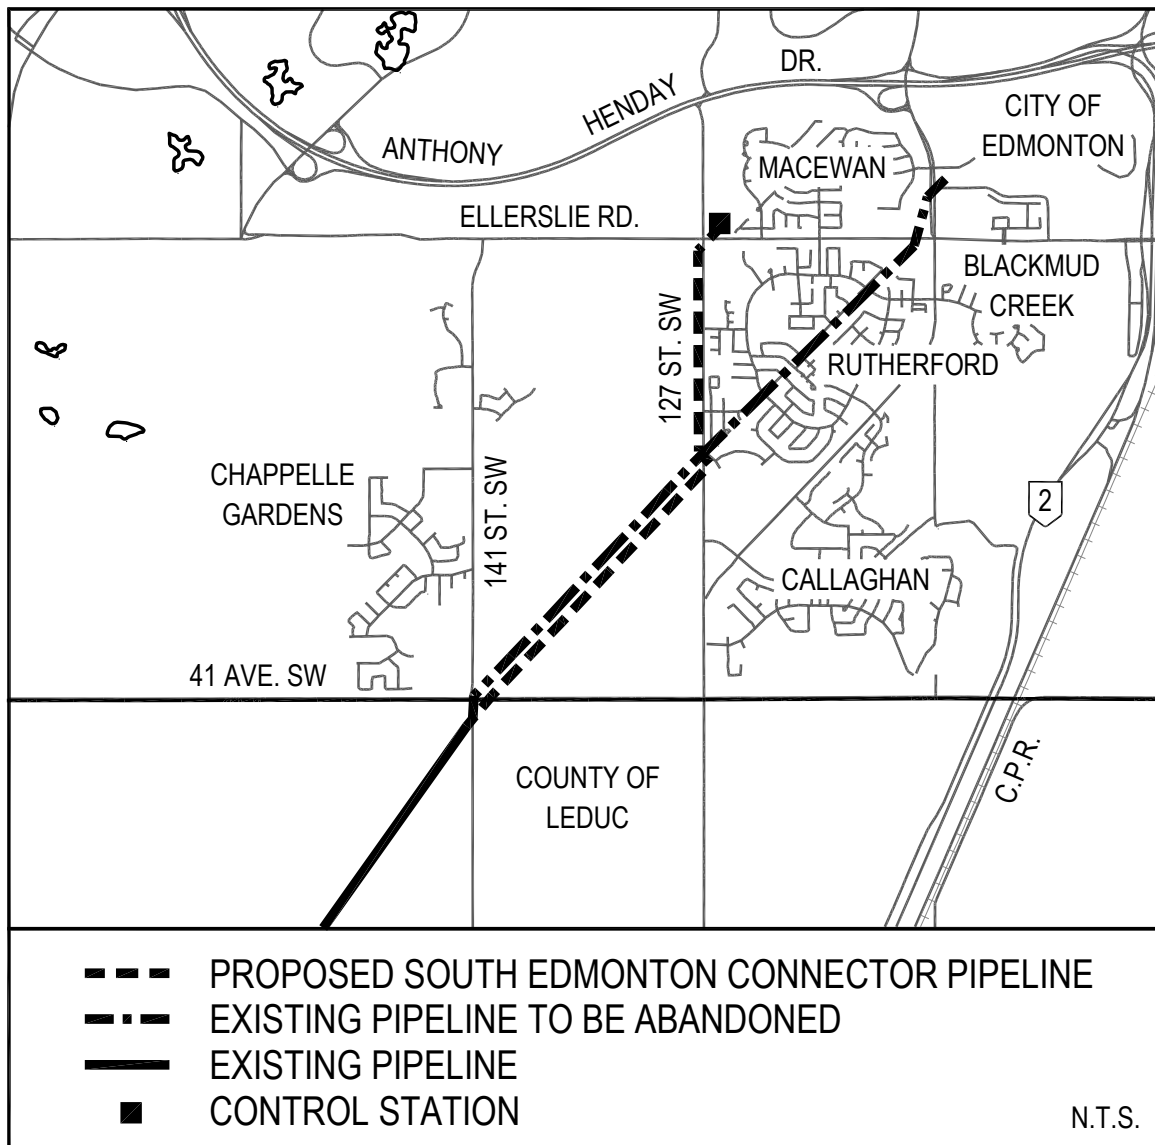 DR.
HENDAY
ANTHONY
CITY OF
EDMONTON
MACEWAN
ELLERSLIE RD.
BLACKMUD
CREEK
127 ST. SW
RUTHERFORD
CHAPPELLE
GARDENS
141 ST. SW
2
CALLAGHAN
41 AVE. SW
C.P.R.
COUNTY OF
LEDUC
PROPOSED SOUTH EDMONTON CONNECTOR PIPELINE
EXISTING PIPELINE TO BE ABANDONED
EXISTING PIPELINE
CONTROL STATION
N.T.S.